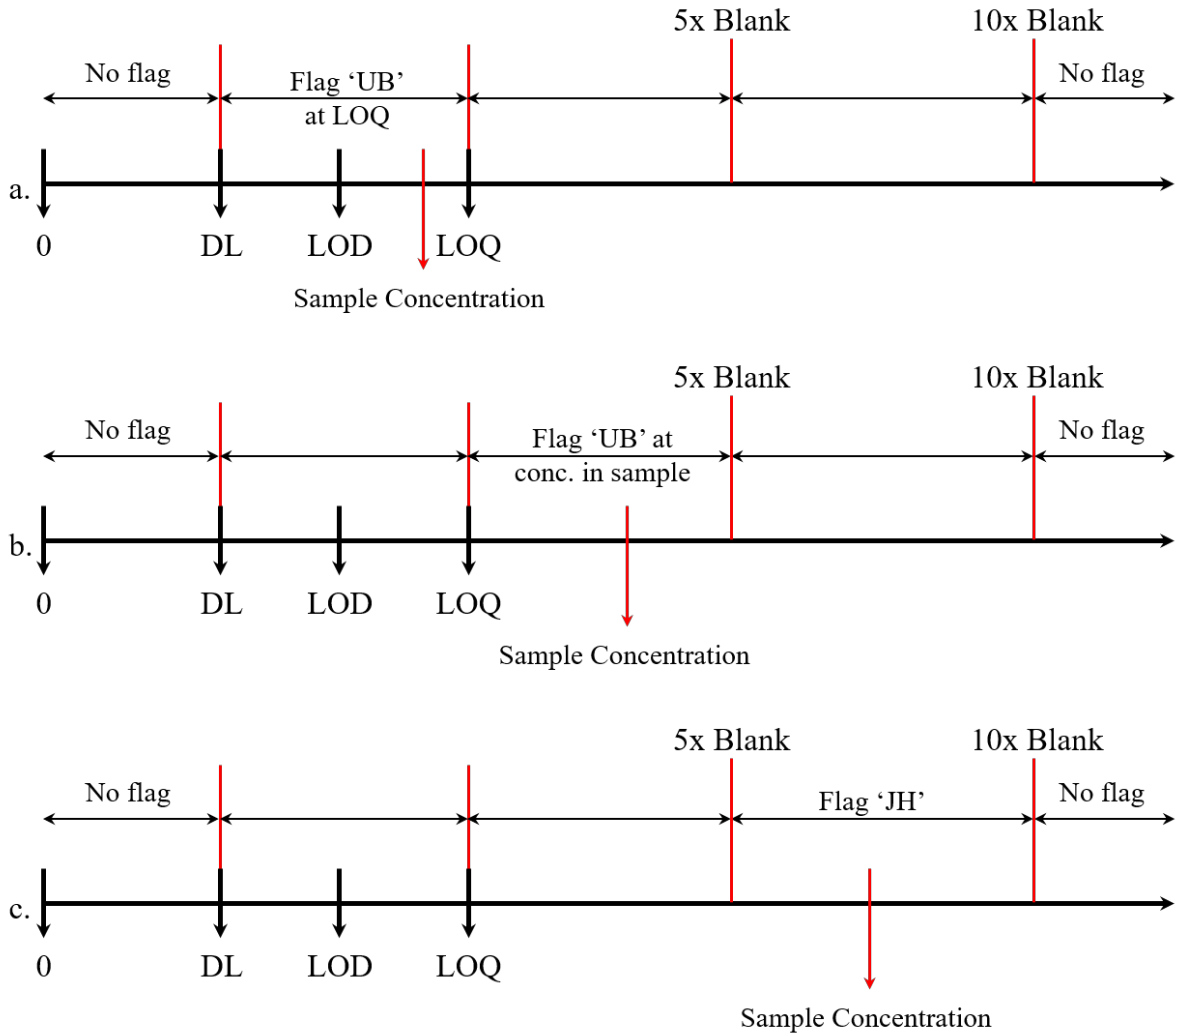 5x Blank
10x Blank
No flag
Flag ‘UB’
at LOQ
No flag
a.
0
DL
LOD
LOQ
Sample Concentration
5x Blank
10x Blank
No flag
Flag ‘UB’ at
conc. in sample
No flag
b.
0
DL
LOD
LOQ
Sample Concentration
5x Blank
10x Blank
No flag
Flag ‘JH’
No flag
c.
0
DL
LOD
LOQ
Sample Concentration